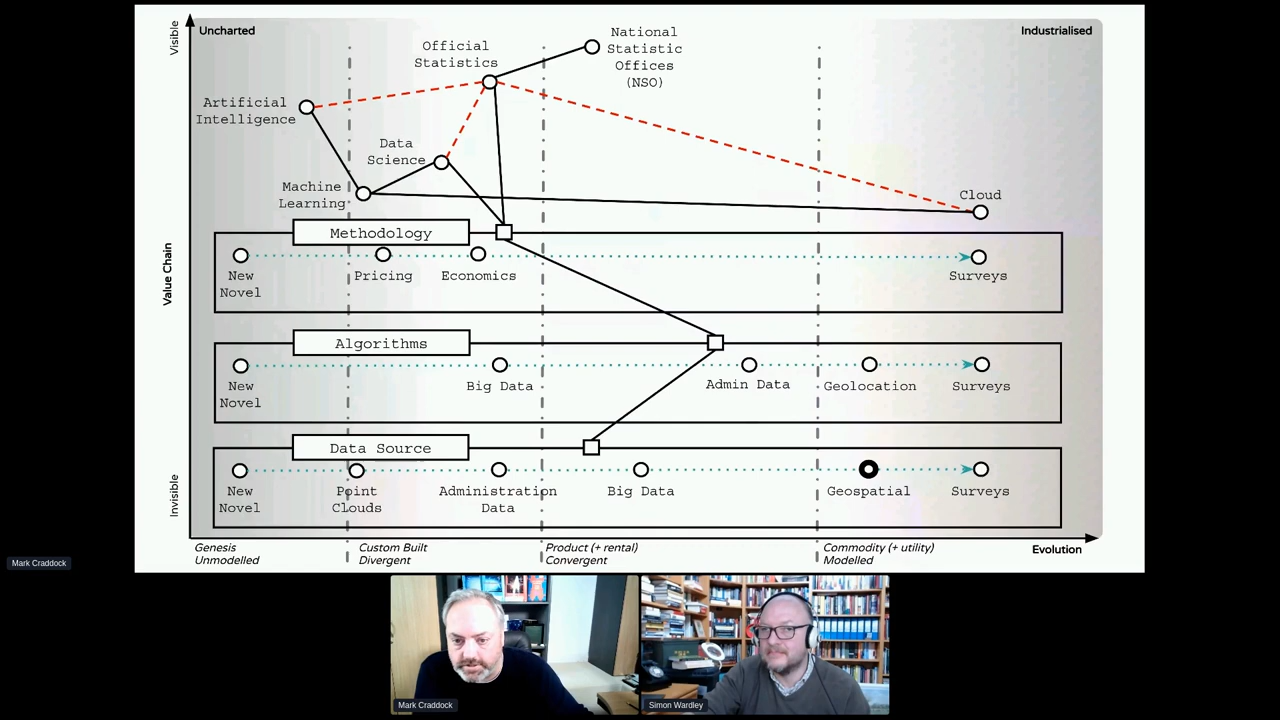 Visible
Uncharted
Industrialised
National
Statistic
Offices
(NSO)
Official
Statistics
Artificial
Intelligence
Data
Science
Machine
Learning
Cloud
Value Chain
Methodology
New
Novel
Pricing
Economics
Surveys
Algorithms
New
Novel
Big Data
Admin Data
Geolocation
Surveys
Data Source
New
Novel
Point
Clouds
Administration
Data
Big Data
Geospatial
Surveys
Invisible
Genesis
Unmodelled
Custom Built
Divergent
Product (+ rental)
Convergent
Commodity (+ utility)
Modelled
Evolution
Mark Craddock
Mark Craddock
Simon Wardley